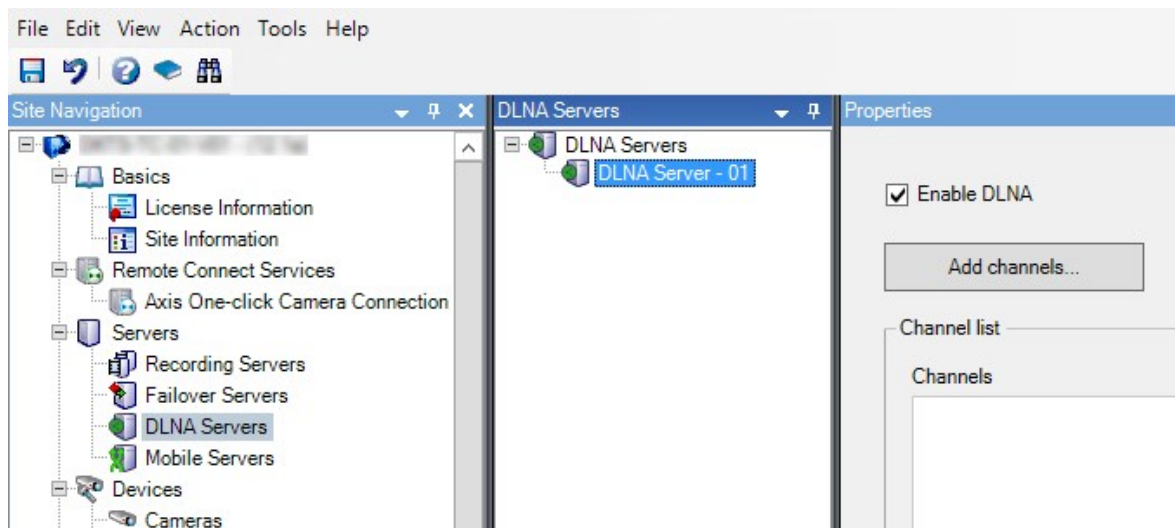 File Edit View Action Tools Help
Site Navigation
Basics
License Information
Site Information
Remote Connect Services
Axis One-click Camera Connection
Servers
Recording Servers
Failover Servers
DLNA Servers
Mobile Servers
Devices
Cameras
DLNA Servers
DLNA Servers
DLNA Server - 01
Properties
Enable DLNA
Add channels...
Channel list
Channels